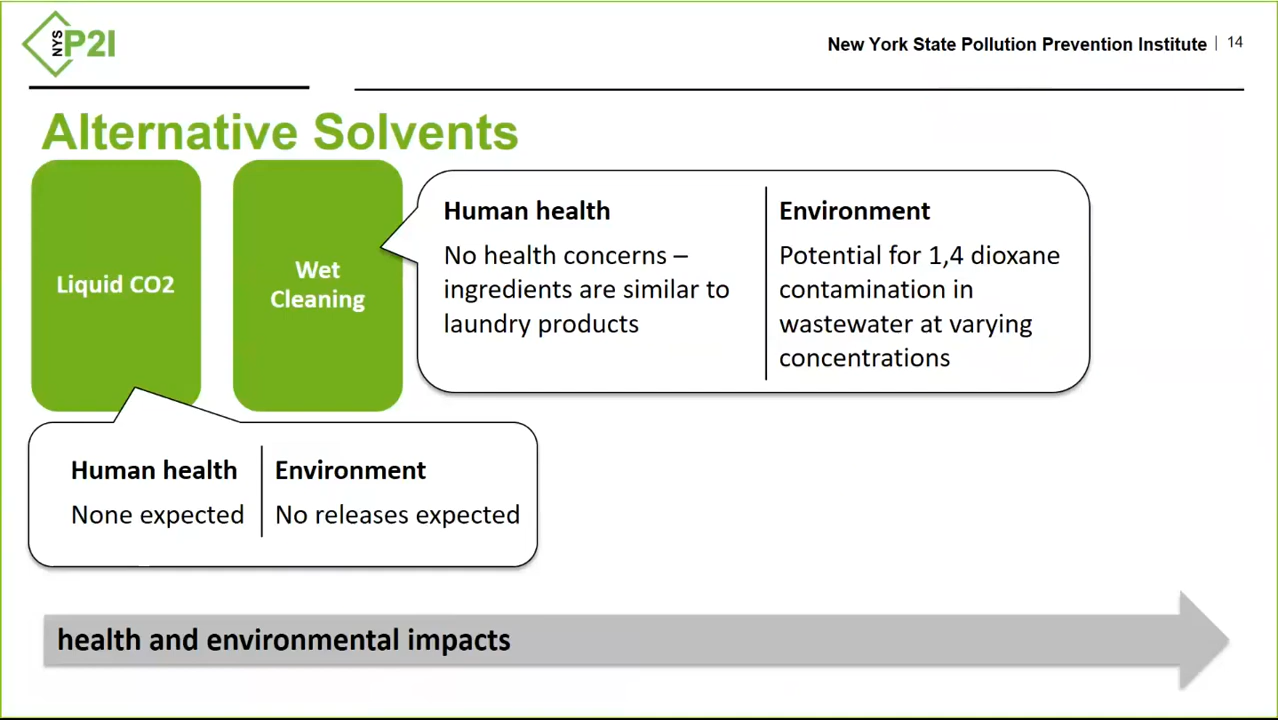 NYS P2I
New York State Pollution Prevention Institute | 14
Alternative Solvents
Liquid CO2
Wet
Cleaning
Human health
No health concerns –
ingredients are similar to
laundry products
Environment
Potential for 1,4 dioxane
contamination in
wastewater at varying
concentrations
Human health
None expected
Environment
No releases expected
health and environmental impacts